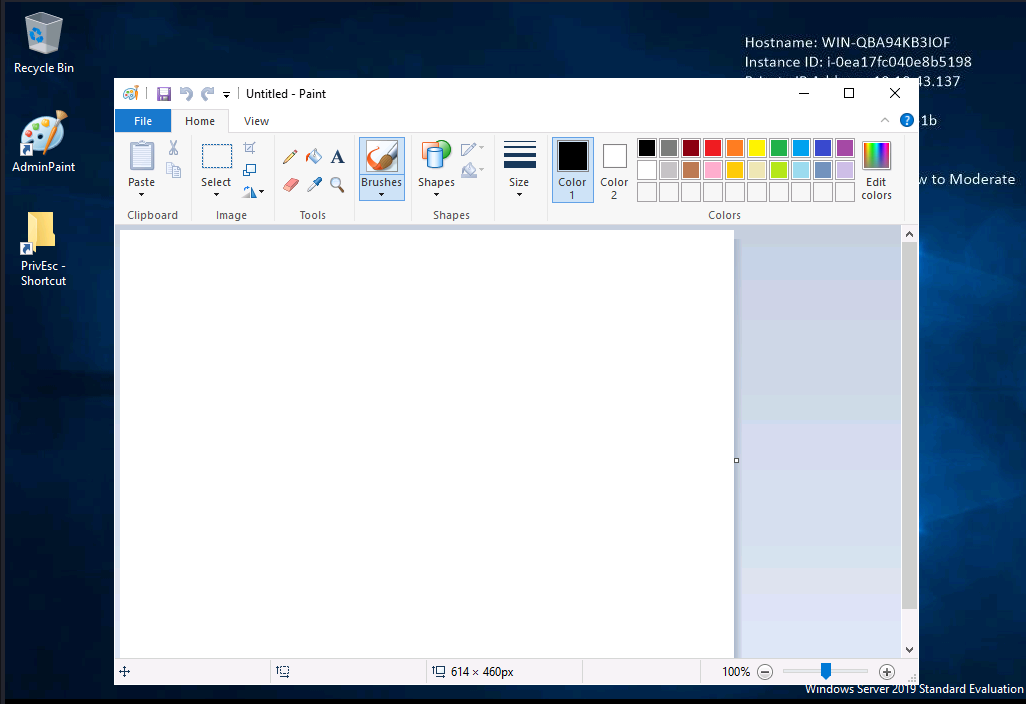 Recycle Bin
AdminPaint
PrivEsc -
Shortcut
Hostname: WIN-QBA94KB3IOF
Instance ID: i-0ea17fc040e8b5198
43.137
1b
to Moderate
Untitled - Paint
File
Home
View
Paste
Select
Brushes
Shapes
Size
Color
1
Color
2
Edit
colors
Clipboard
Image
Tools
Shapes
Colors
614 × 460px
100%
Windows Server 2019 Standard Evaluation